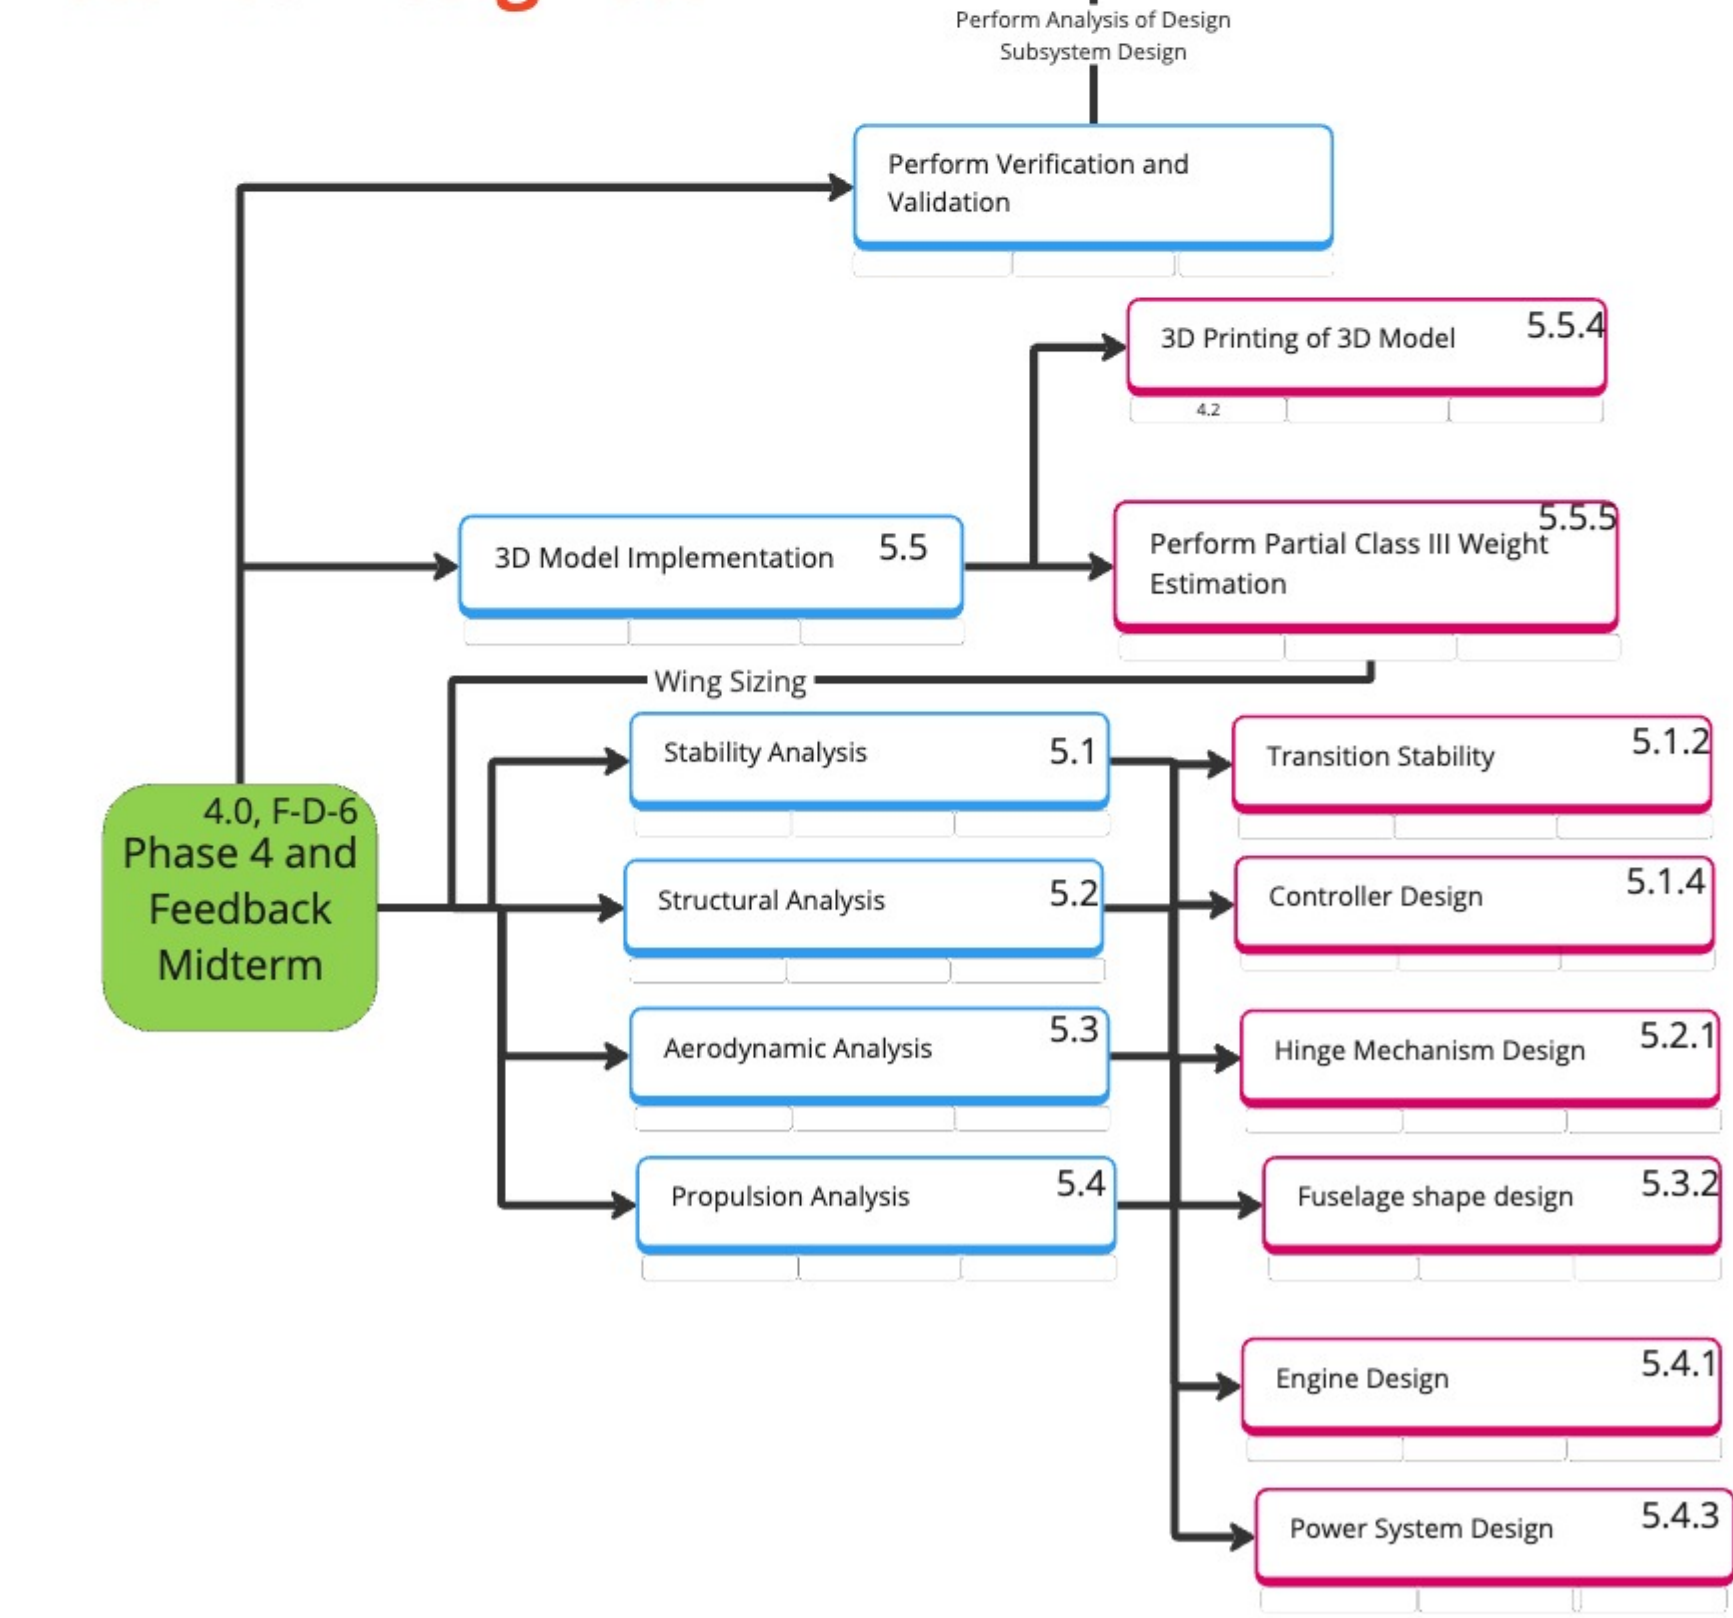 Perform Analysis of Design
Subsystem Design
Perform Verification and
Validation
3D Printing of 3D Model
5.5.4
4.2
3D Model Implementation
5.5
5.5.5
Perform Partial Class III Weight
Estimation
Wing Sizing
Stability Analysis
5.1
Transition Stability
5.1.2
4.0, F-D-6
Phase 4 and
Feedback
Midterm
Structural Analysis
5.2
Controller Design
5.1.4
Aerodynamic Analysis
5.3
Hinge Mechanism Design
5.2.1
Propulsion Analysis
5.4
Fuselage shape design
5.3.2
Engine Design
5.4.1
Power System Design
5.4.3